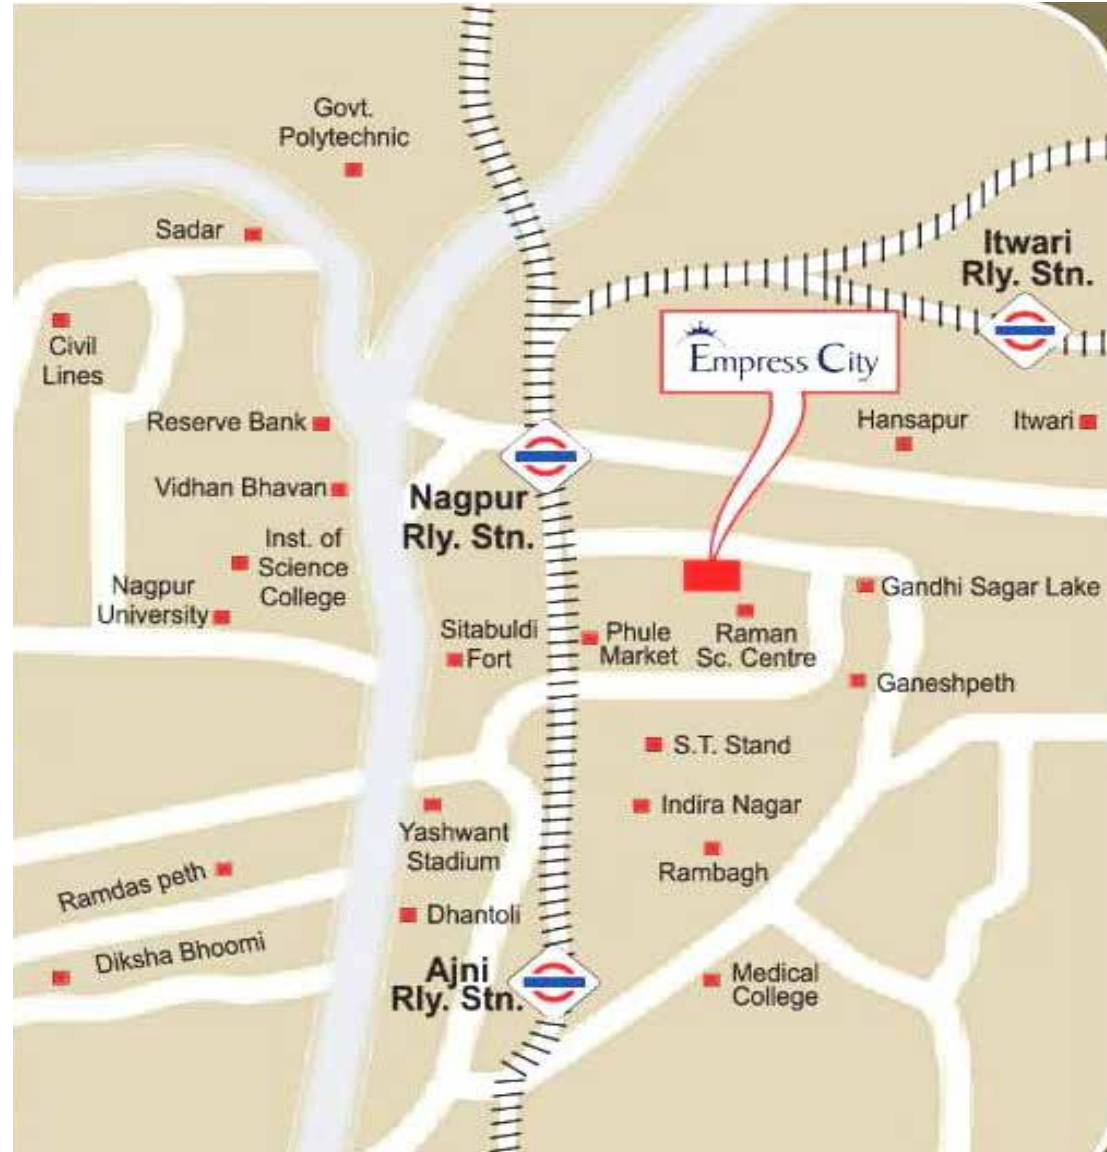 Govt.
Polytechnic
Sadar
Itwari
Rly. Stn.
Civil
Lines
Empress City
Reserve Bank
Hansapur
Itwari
Vidhan Bhavan
Nagpur
Rly. Stn.
Inst. of
Science
College
Nagpur
University
Gandhi Sagar Lake
Sitabuldi
Fort
Phule
Market
Raman
Sc. Centre
Ganeshpeth
S.T. Stand
Indira Nagar
Yashwant
Stadium
Rambagh
Ramdas peth
Dhantoli
Diksha Bhoomi
Ajni
Rly. Stn.
Medical
College